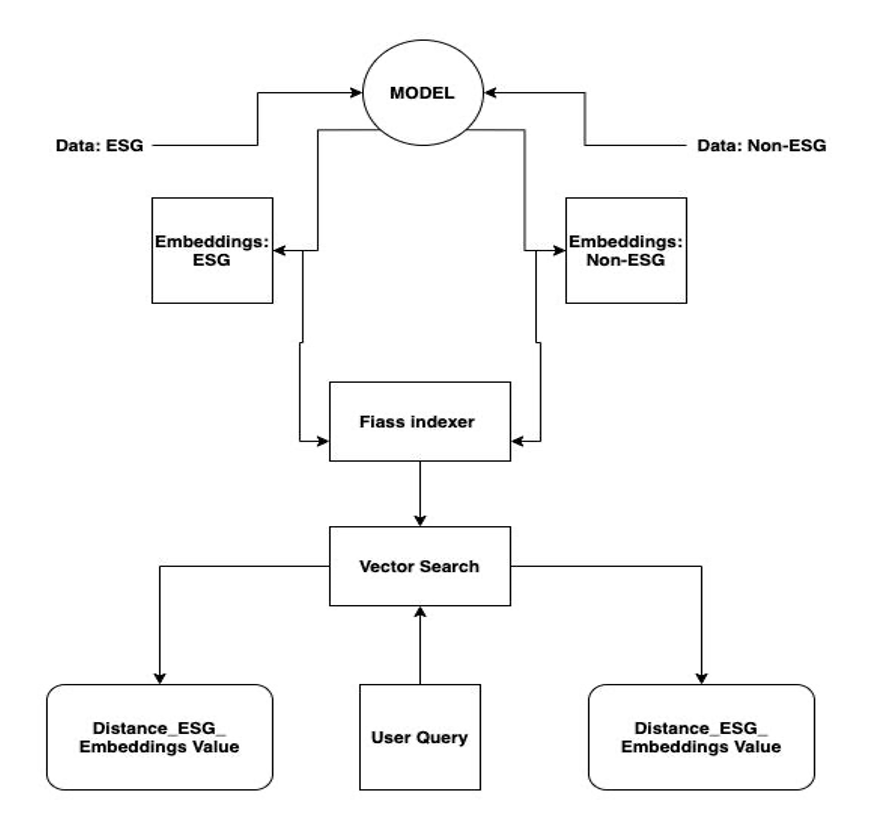 MODEL
Data: ESG
Data: Non-ESG
Embeddings:
ESG
Embeddings:
Non-ESG
Fiass indexer
Vector Search
Distance_ESG_
Embeddings Value
User Query
Distance_ESG_
Embeddings Value